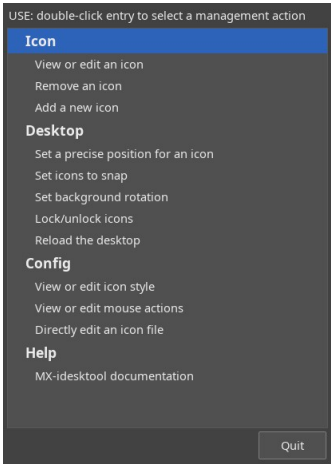 USE: double-click entry to select a management action
Icon
View or edit an icon
Remove an icon
Add a new icon
Desktop
Set a precise position for an icon
Set icons to snap
Set background rotation
Lock/unlock icons
Reload the desktop
Config
View or edit icon style
View or edit mouse actions
Directly edit an icon file
Help
MX-idesktool documentation
Quit